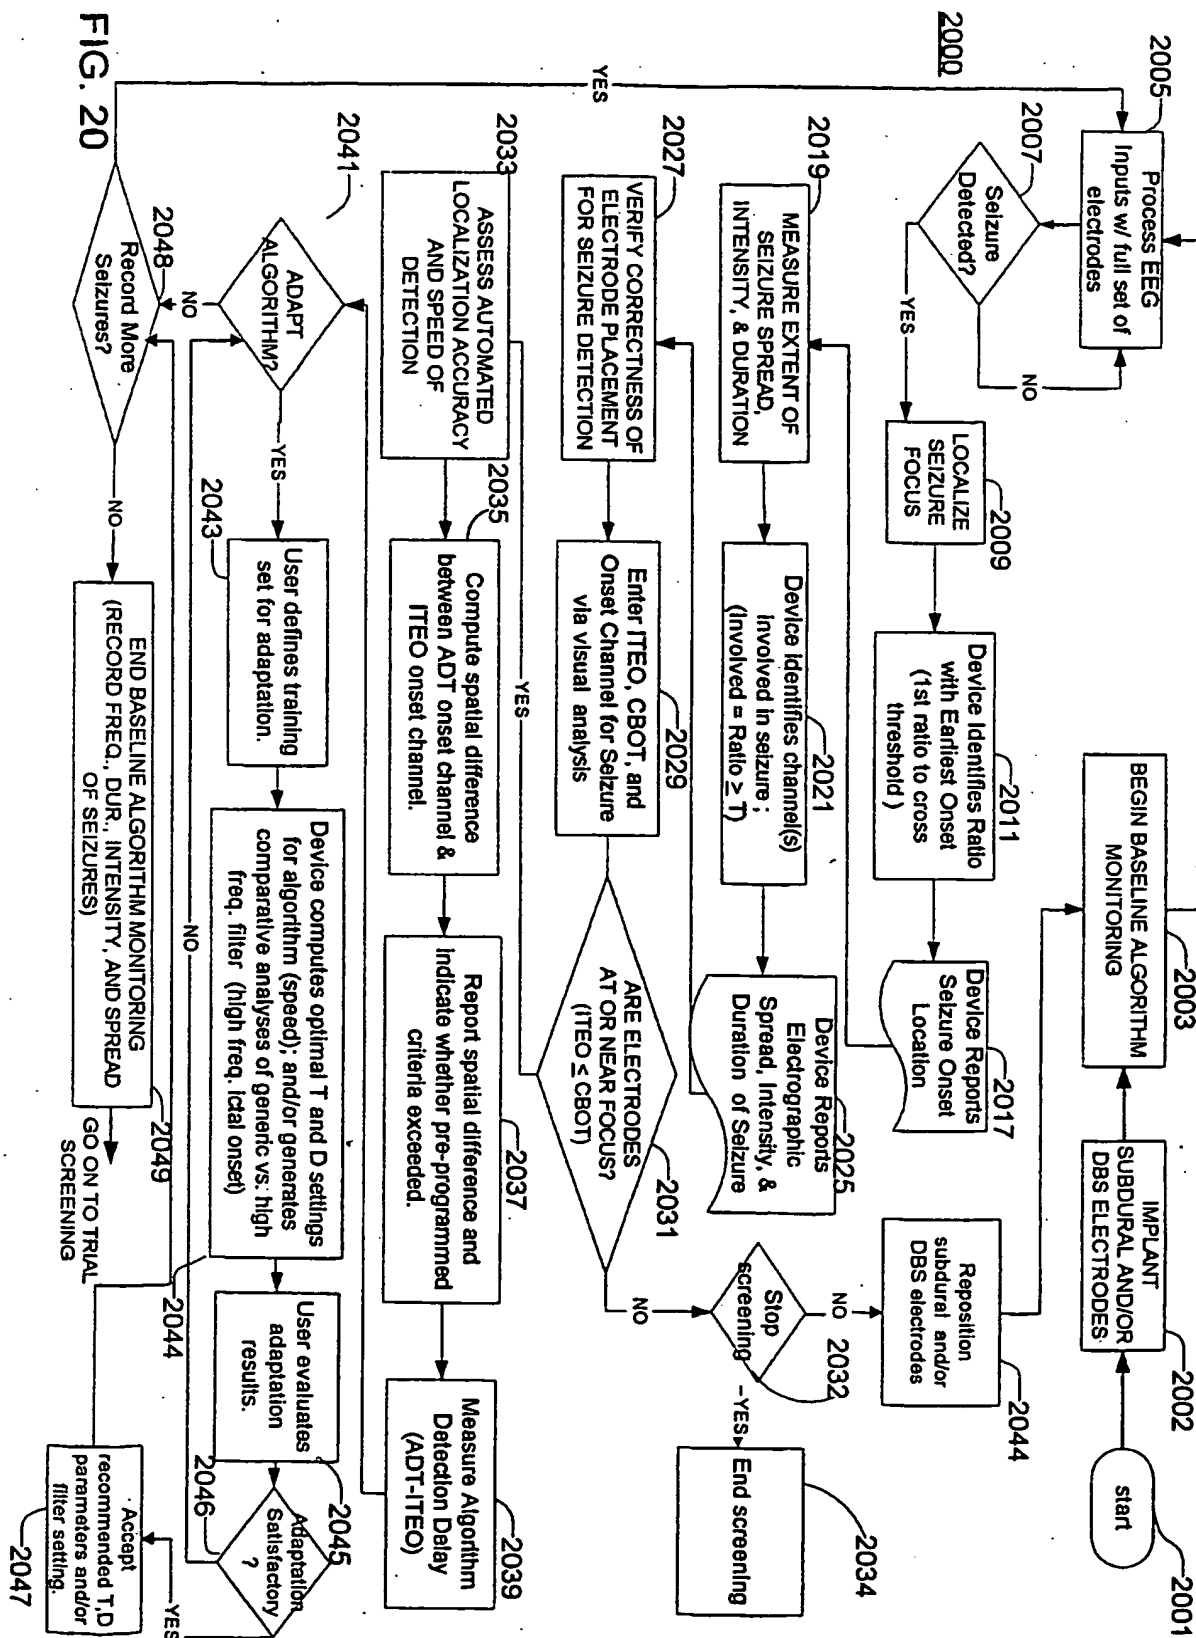 2000
start
2001
IMPLANT
SUBDURAL AND/OR
DBS ELECTRODES
2002
BEGIN BASELINE ALGORITHM
MONITORING
2003
2005
Process EEG
Inputs w/ full set of
electrodes
2007
Seizure
Detected?
NO
YES
LOCALIZE
SEIZURE
FOCUS
2009
Device Identifies Ratio
with Earliest Onset
(1st ratio to cross
threshold )
2011
Device Reports
Seizure Onset
Location
2017
2019
MEASURE EXTENT OF
SEIZURE SPREAD,
INTENSITY, & DURATION
Device identifies channel(s)
involved in seizure ;
(Involved = Ratio ≥ T)
2021
Device Reports
Electrographic
Spread, Intensity, &
Duration of Seizure
2025
2027
VERIFY CORRECTNESS OF
ELECTRODE PLACEMENT
FOR SEIZURE DETECTION
Enter ITEO, CBOT, and
Onset Channel for Seizure
via visual analysis
2029
ARE ELECTRODES
AT OR NEAR FOCUS?
(ITEO ≤ CBOT)
2031
YES
NO
Stop
screening
2032
NO
Reposition
subdural and/or
DBS electrodes
2044
YES
End screening
2034
2033
ASSESS AUTOMATED
LOCALIZATION ACCURACY
AND SPEED OF
DETECTION
2035
Compute spatial difference
between ADT onset channel &
ITEO onset channel.
Report spatial difference and
indicate whether pre-programmed
criteria exceeded.
2037
Measure Algorithm
Detection Delay
(ADT-ITEO)
2039
2041
ADAPT
ALGORITHM?
NO
YES
User defines training
set for adaptation.
2043
Device computes optimal T and D settings
for algorithm (speed); and/or generates
comparative analyses of generic vs. high
freq. filter (high freq. ictal onset)
2044
User evaluates
adaptation
results.
2045
Adaptation
Satisfactory
?
2046
NO
YES
Accept
recommended T,D
parameters and/or
filter setting.
2047
2048
Record More
Seizures?
YES
NO
END BASELINE ALGORITHM MONITORING
(RECORD FREQ., DUR., INTENSITY, AND SPREAD
OF SEIZURES)
2049
GO ON TO TRIAL
SCREENING
FIG. 20